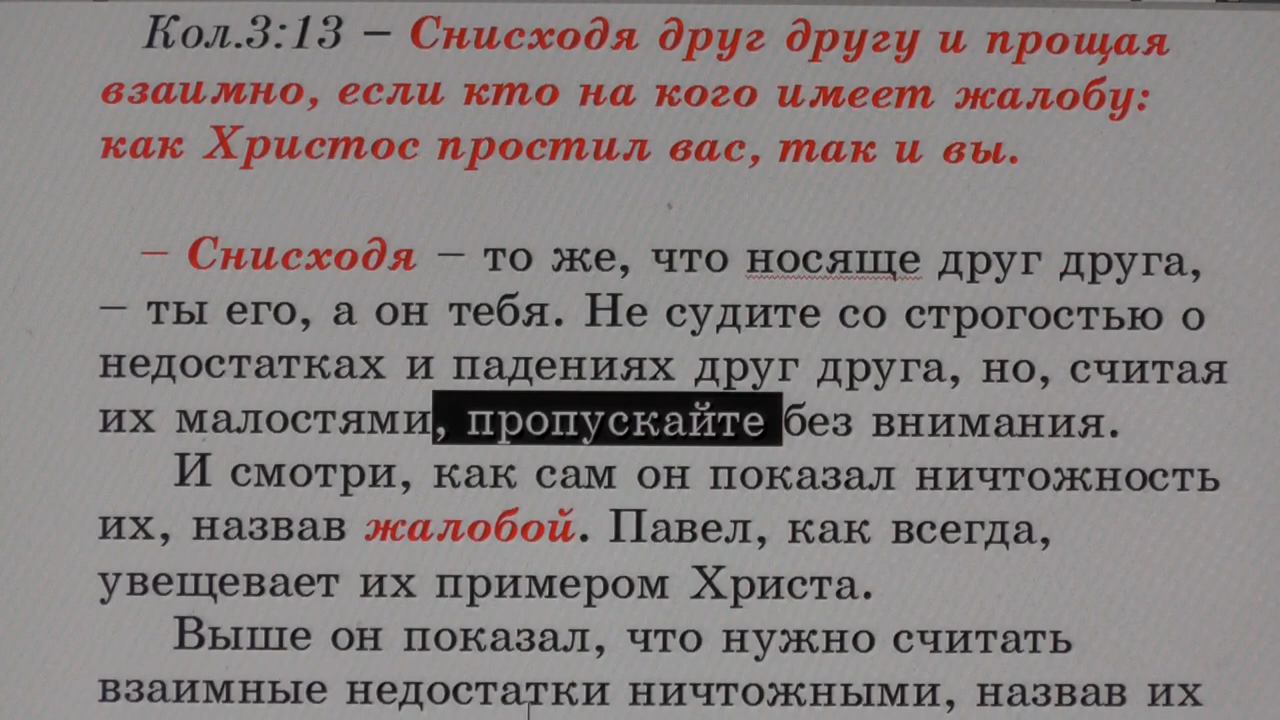 Кол.3:13 – Снисходя друг другу и прощая
взаимно, если кто на кого имеет жалобу:
как Христос простил вас, так и вы.
– Снисходя – то же, что носяще друг друга,
– ты его, а он тебя. Не судите со строгостью о
недостатках и падениях друг друга, но, считая
их малостями, пропускайте без внимания.
И смотри, как сам он показал ничтожность
их, назвав жалобой. Павел, как всегда,
увещевает их примером Христа.
Выше он показал, что нужно считать
взаимные недостатки ничтожными, назвав их